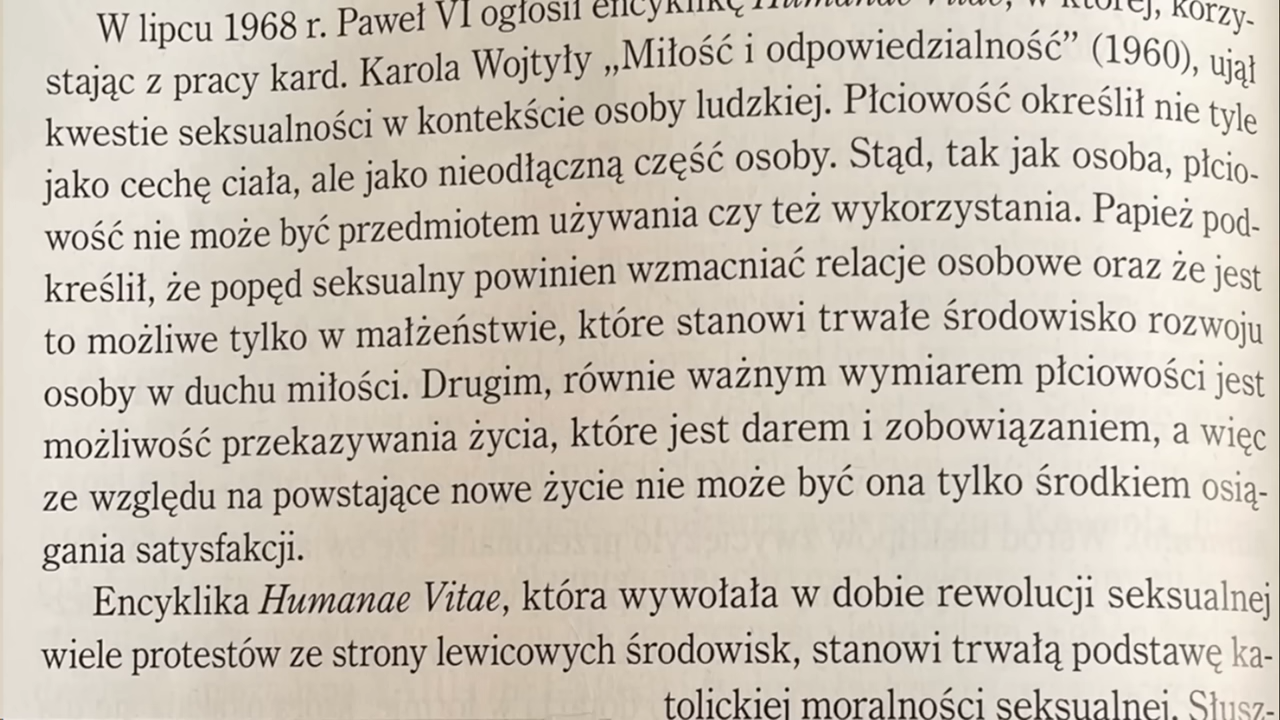 W lipcu 1968 r. Paweł VI ogłosił encyklikę Humanae Vitae, w której, korzy-
stając z pracy kard. Karola Wojtyły „Miłość i odpowiedzialność” (1960), ujął
kwestie seksualności w kontekście osoby ludzkiej. Płciowość określił nie tyle
jako cechę ciała, ale jako nieodłączną część osoby. Stąd, tak jak osoba, płcio-
wość nie może być przedmiotem używania czy też wykorzystania. Papież pod-
kreślił, że popęd seksualny powinien wzmacniać relacje osobowe oraz że jest
to możliwe tylko w małżeństwie, które stanowi trwałe środowisko rozwoju
osoby w duchu miłości. Drugim, równie ważnym wymiarem płciowości jest
możliwość przekazywania życia, które jest darem i zobowiązaniem, a więc
ze względu na powstające nowe życie nie może być ona tylko środkiem osią-
gania satysfakcji.
Encyklika Humanae Vitae, która wywołała w dobie rewolucji seksualnej
wiele protestów ze strony lewicowych środowisk, stanowi trwałą podstawę ka-
tolickiej moralności seksualnej. Słusz-